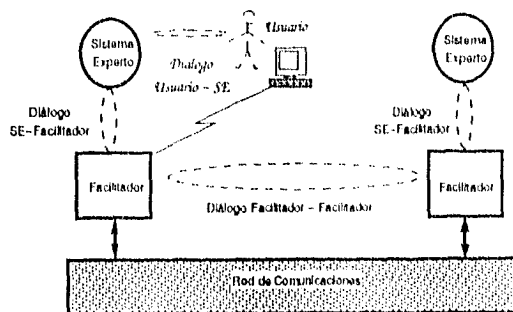 Sistema
Experto
Usuario
Dialogo
Usuario - SE
Sistema
Experto
Diálogo
SE-Facilitador
Diálogo
SE-Facilitador
Facilitador
Facilitador
Diálogo Facilitador - Facilitador
Red de Comunicaciones